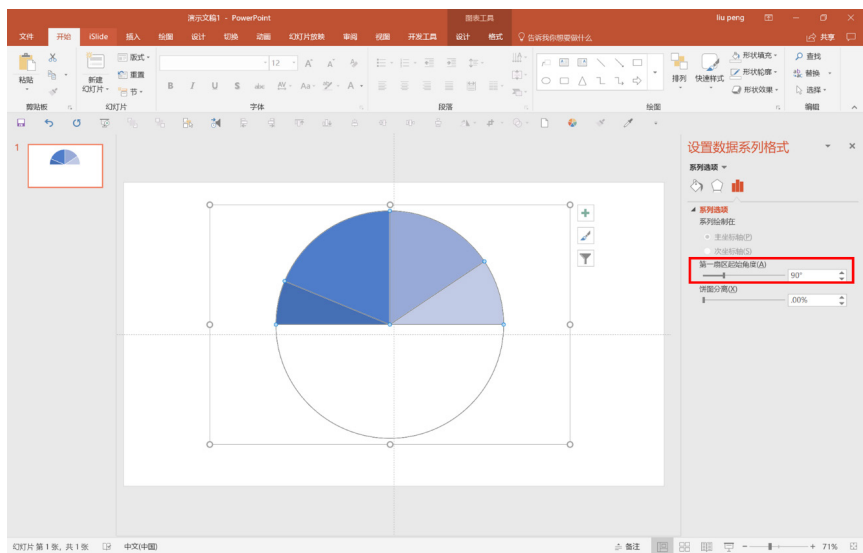 演示文稿1 - PowerPoint
图表工具
liu peng
文件 开始 iSlide 插入 绘图 设计 切换 动画 幻灯片放映 审阅 视图 开发工具 设计 格式 告诉我你想要做什么 共享
粘贴 新建 幻灯片 版式 重置 节
12
B I U S abc AV Aa A
排列 快速样式 形状填充 形状轮廓 形状效果
查找 替换 选择
剪贴板 幻灯片 字体 段落 绘图 编辑
1
设置数据系列格式
系列选项
系列选项
系列绘制在
主坐标轴(P)
次坐标轴(S)
第一扇区起始角度(A)
90°
饼图分离(X)
.00%
幻灯片 第 1 张，共 1 张 中文(中国) 备注 71%